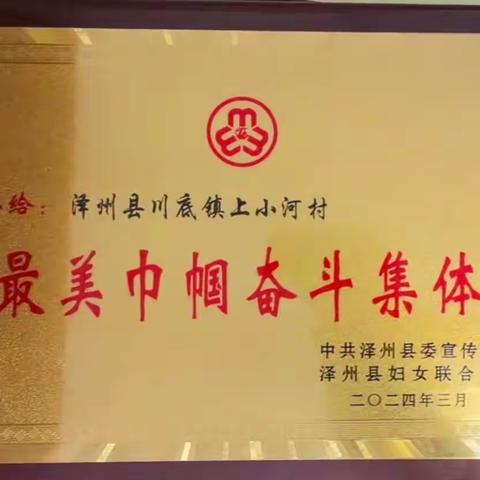 给：泽州县川底镇上小河村
最美巾帼奋斗集体
中共泽州县委宣传
泽州县妇女联合
二〇二四年三月